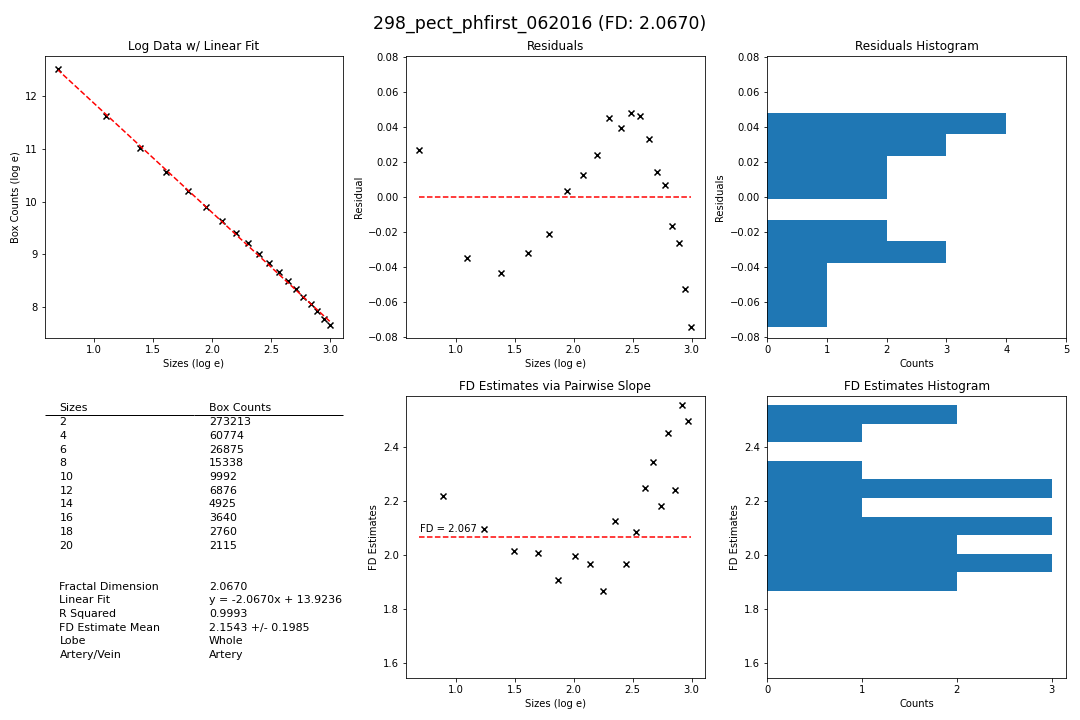 298_pect_phfirst_062016 (FD: 2.0670)
Log Data w/ Linear Fit
Box Counts (log e)
12
11
10
9
8
1.0 1.5 2.0 2.5 3.0
Sizes (log e)
Residuals
Residual
0.08
0.06
0.04
0.02
0.00
−0.02
−0.04
−0.06
−0.08
1.0 1.5 2.0 2.5 3.0
Sizes (log e)
Residuals Histogram
Residuals
0.08
0.06
0.04
0.02
0.00
−0.02
−0.04
−0.06
−0.08
0 1 2 3 4 5
Counts
Sizes Box Counts
2 273213
4 60774
6 26875
8 15338
10 9992
12 6876
14 4925
16 3640
18 2760
20 2115
Fractal Dimension 2.0670
Linear Fit y = -2.0670x + 13.9236
R Squared 0.9993
FD Estimate Mean 2.1543 +/- 0.1985
Lobe Whole
Artery/Vein Artery
FD Estimates via Pairwise Slope
FD Estimates
2.4
2.2
2.0
1.8
1.6
FD = 2.067
1.0 1.5 2.0 2.5 3.0
Sizes (log e)
FD Estimates Histogram
FD Estimates
2.4
2.2
2.0
1.8
1.6
0 1 2 3
Counts